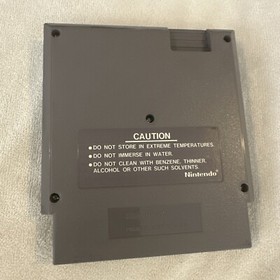 CAUTION
●DO NOT STORE IN EXTREME TEMPERATURES.
●DO NOT IMMERSE IN WATER.
●DO NOT CLEAN WITH BENZENE, THINNER,
ALCOHOL OR OTHER SUCH SOLVENTS.
Nintendo